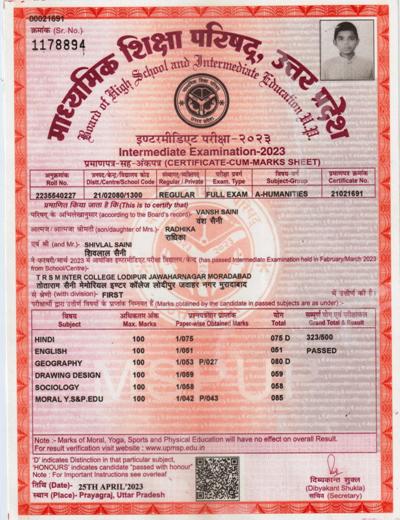 00021691
क्रमांक (Sr. No.)
1178894
माध्यमिक शिक्षा परिषद, उत्तर प्रदेश
Board of High School and Intermediate Education, U.P.
इण्टरमीडिएट परीक्षा-२०२३
Intermediate Examination-2023
प्रमाणपत्र-सह-अंकपत्र (CERTIFICATE-CUM-MARKS SHEET)
अनुक्रमांक जनपद/केन्द्र/विद्यालय कोड संस्थागत/व्यक्तिगत परीक्षा प्रकार विषय-वर्ग प्रमाणपत्र क्रमांक
Roll No. Distt./Centre/School Code Regular / Private Exam. Type Subject-Group Certificate No.
2235540227 21/02080/1300 REGULAR FULL EXAM A-HUMANITIES 21021691
प्रमाणित किया जाता है कि (This is to certify that)
परिषद् के अभिलेखानुसार (according to the Board's record)- VANSH SAINI
वंश सैनी
आत्मज / आत्मजा श्रीमती (son/daughter of Mrs.) RADHIKA
राधिका
एवं श्री (and Mr.)- SHIVLAL SAINI
शिवलाल सैनी
ने फरवरी/मार्च 2023 में आयोजित इण्टरमीडिएट परीक्षा विद्यालय/केन्द्र (has passed Intermediate Examination held in February/March 2023
from School/Centre)-
T R S M INTER COLLEGE LODIPUR JAWAHARNAGAR MORADABAD
तोताराम सैनी मेमोरियल इण्टर कॉलेज लोदीपुर जवाहर नगर मुरादाबाद
से श्रेणी (with division)- FIRST में उत्तीर्ण की है।
परीक्षार्थी द्वारा विभिन्न विषयों के प्राप्तांक निम्नवत् हैं (Marks obtained by the candidate in passed subjects are as under) :-
विषय अधिकतम अंक प्रश्नपत्रवार प्राप्तांक योग सम्पूर्ण योग एवं परीक्षाफल
Subject Max. Marks Paper-wise Obtained Marks Total Grand Total & Result
HINDI 100 1/075 075 D 323/500
ENGLISH 100 1/051 051 PASSED
GEOGRAPHY 100 1/053 P/027 080 D
DRAWING DESIGN 100 1/059 059
SOCIOLOGY 100 1/058 058
MORAL Y.S&P.EDU 100 1/042 P/043 085
Note :- Marks of Moral, Yoga, Sports and Physical Education will have no effect on overall Result.
For result verification visit website : www.upmsp.edu.in
'D' indicates Distinction in that particular subject,
'HONOURS' indicates candidate "passed with honour"
Note : For Instructions see overleaf
तिथि (Date)- 25TH APRIL/2023
स्थान (Place)- Prayagraj, Uttar Pradesh
दिव्यकान्त शुक्ल
(Dibyakant Shukla)
सचिव (Secretary)